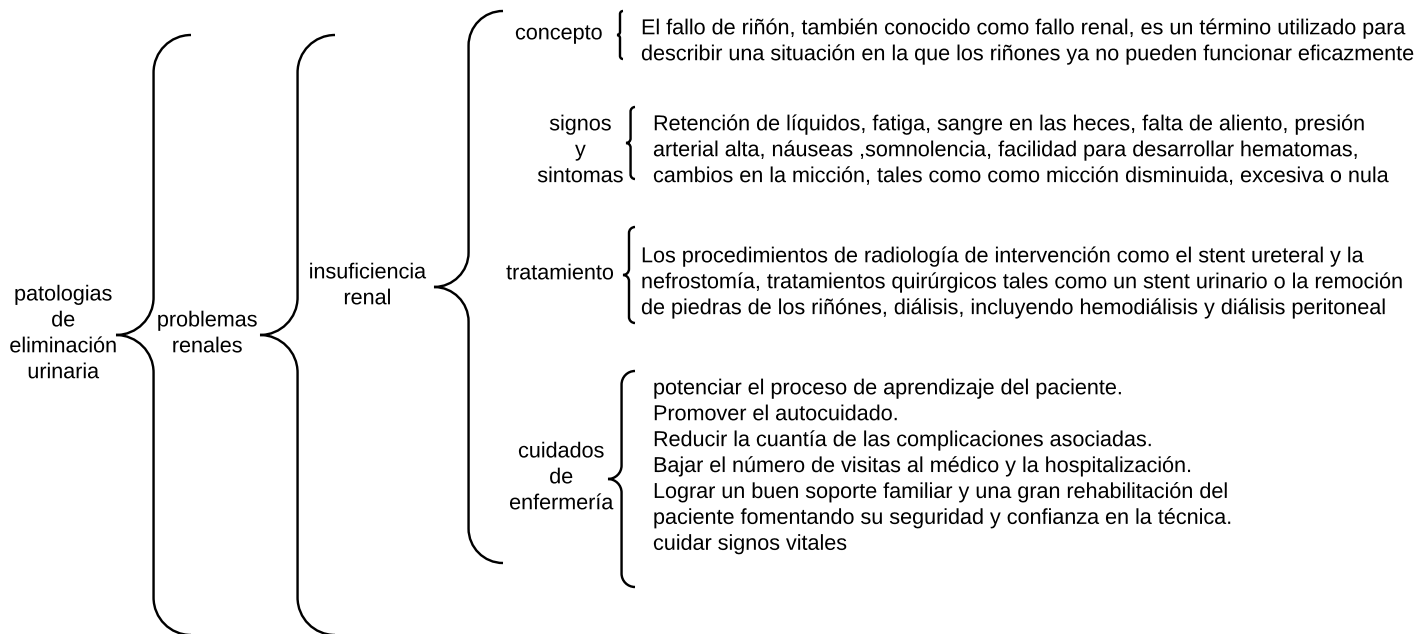 patologias
de
eliminación
urinaria
problemas
renales
insuficiencia
renal
concepto
El fallo de riñón, también conocido como fallo renal, es un término utilizado para
describir una situación en la que los riñones ya no pueden funcionar eficazmente
signos
y
sintomas
Retención de líquidos, fatiga, sangre en las heces, falta de aliento, presión
arterial alta, náuseas ,somnolencia, facilidad para desarrollar hematomas,
cambios en la micción, tales como como micción disminuida, excesiva o nula
tratamiento
Los procedimientos de radiología de intervención como el stent ureteral y la
nefrostomía, tratamientos quirúrgicos tales como un stent urinario o la remoción
de piedras de los riñónes, diálisis, incluyendo hemodiálisis y diálisis peritoneal
cuidados
de
enfermería
potenciar el proceso de aprendizaje del paciente.
Promover el autocuidado.
Reducir la cuantía de las complicaciones asociadas.
Bajar el número de visitas al médico y la hospitalización.
Lograr un buen soporte familiar y una gran rehabilitación del
paciente fomentando su seguridad y confianza en la técnica.
cuidar signos vitales